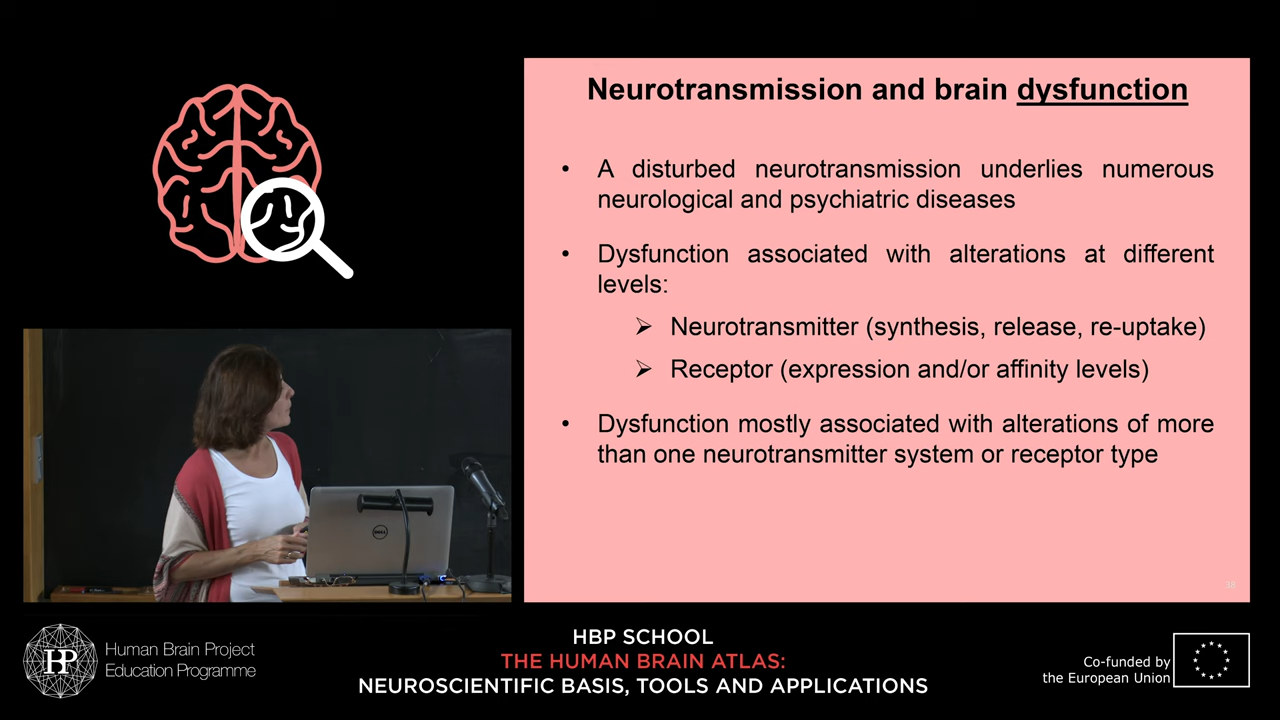 Neurotransmission and brain dysfunction
• A disturbed neurotransmission underlies numerous
neurological and psychiatric diseases
• Dysfunction associated with alterations at different
levels:
➢ Neurotransmitter (synthesis, release, re-uptake)
➢ Receptor (expression and/or affinity levels)
• Dysfunction mostly associated with alterations of more
than one neurotransmitter system or receptor type
38
DELL
HBP
Human Brain Project
Education Programme
HBP SCHOOL
THE HUMAN BRAIN ATLAS:
NEUROSCIENTIFIC BASIS, TOOLS AND APPLICATIONS
Co-funded by
the European Union